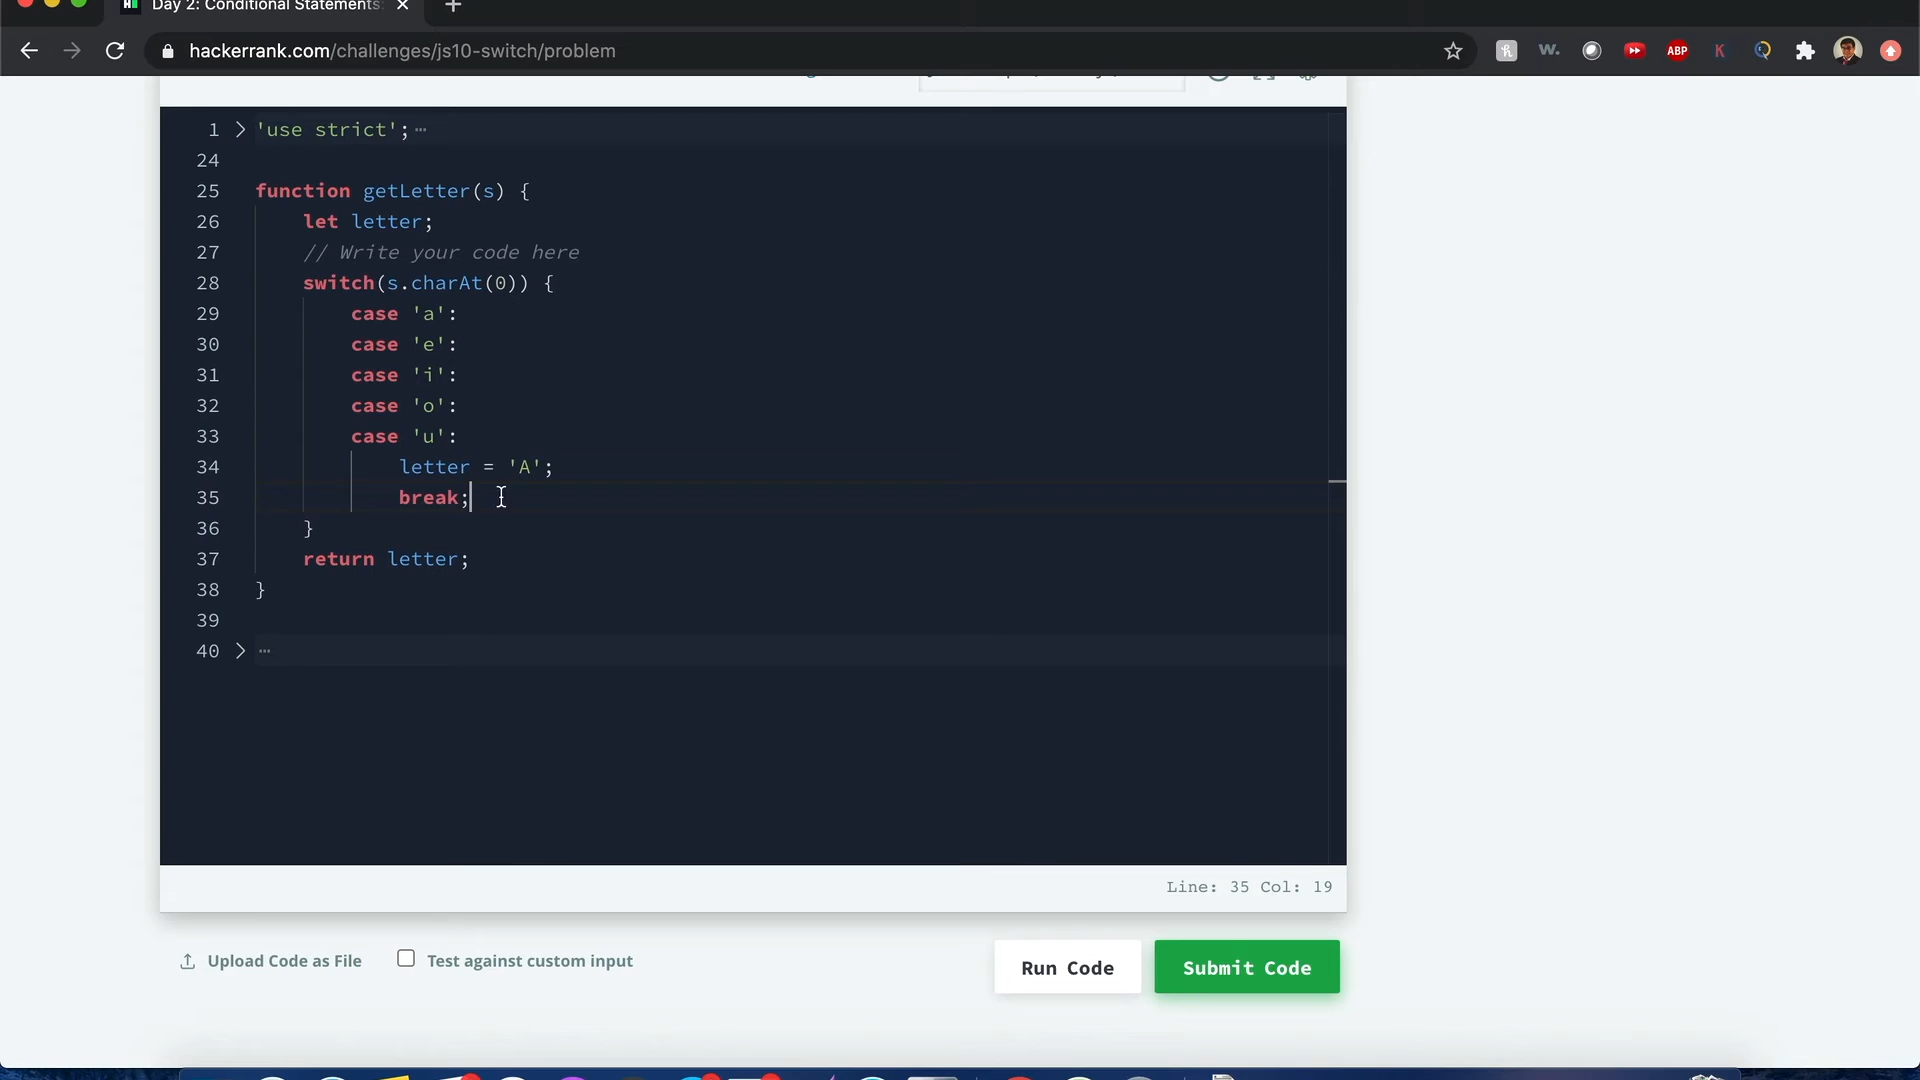 Day 2: Conditional Statements:
hackerrank.com/challenges/js10-switch/problem
W.
ABP
K
1 'use strict'; ⋯
24
25 function getLetter(s) {
26 let letter;
27 // Write your code here
28 switch(s.charAt(0)) {
29 case 'a':
30 case 'e':
31 case 'i':
32 case 'o':
33 case 'u':
34 letter = 'A';
35 break;
36 }
37 return letter;
38 }
39
40 ⋯
Line: 35 Col: 19
Upload Code as File
Test against custom input
Run Code
Submit Code